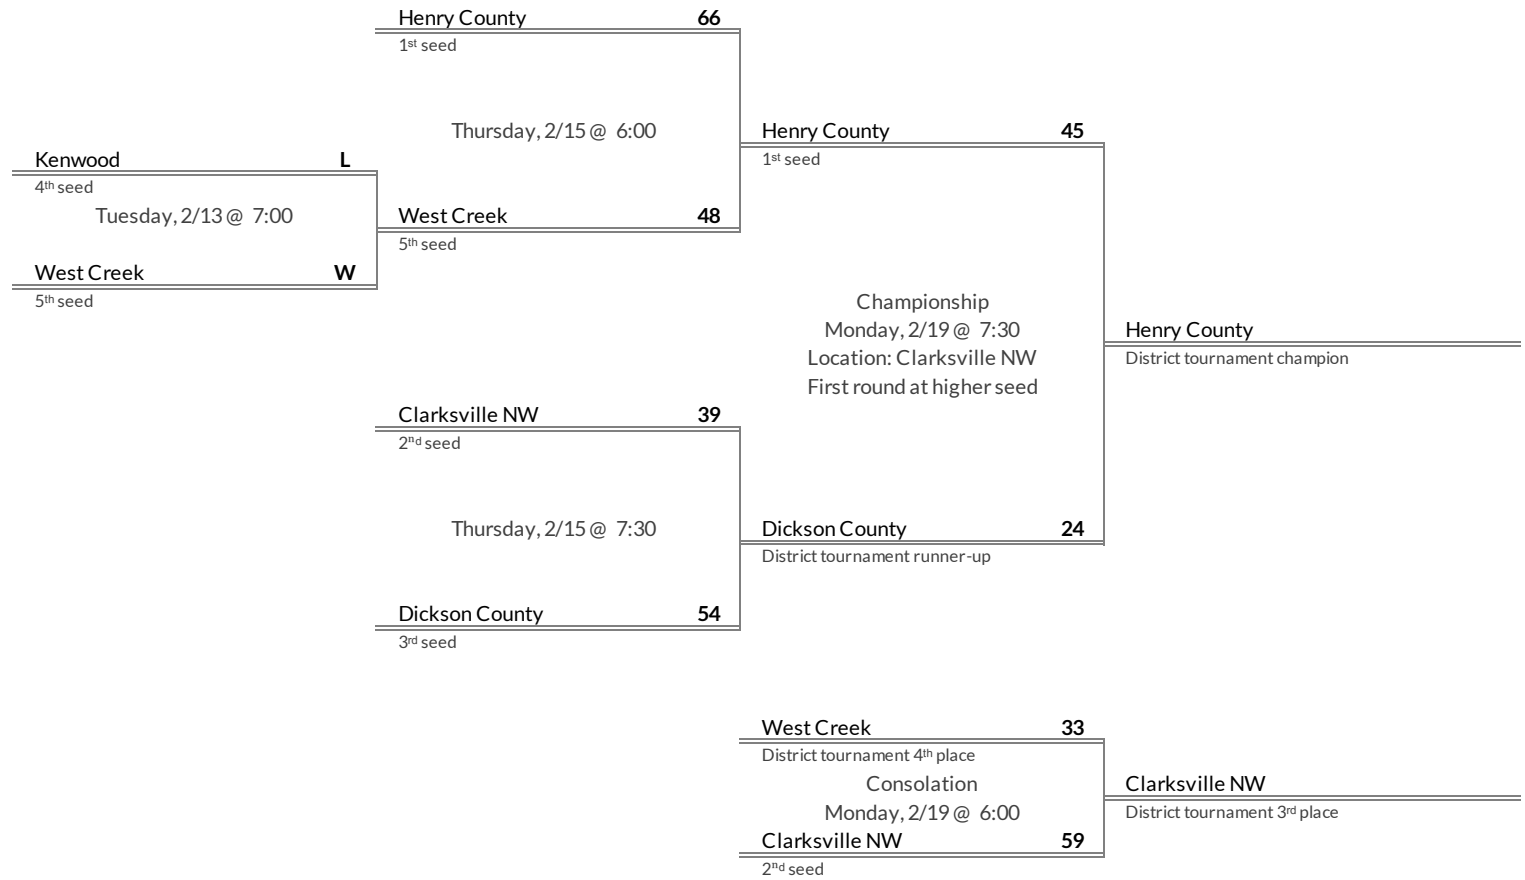 Henry County 66
1st seed
Thursday, 2/15 @ 6:00
Henry County 45
1st seed
Kenwood L
4th seed
Tuesday, 2/13 @ 7:00
West Creek 48
5th seed
West Creek W
5th seed
Championship
Monday, 2/19 @ 7:30
Location: Clarksville NW
First round at higher seed
Henry County
District tournament champion
Clarksville NW 39
2nd seed
Thursday, 2/15 @ 7:30
Dickson County 24
District tournament runner-up
Dickson County 54
3rd seed
West Creek 33
District tournament 4th place
Consolation
Monday, 2/19 @ 6:00
Clarksville NW
District tournament 3rd place
Clarksville NW 59
2nd seed